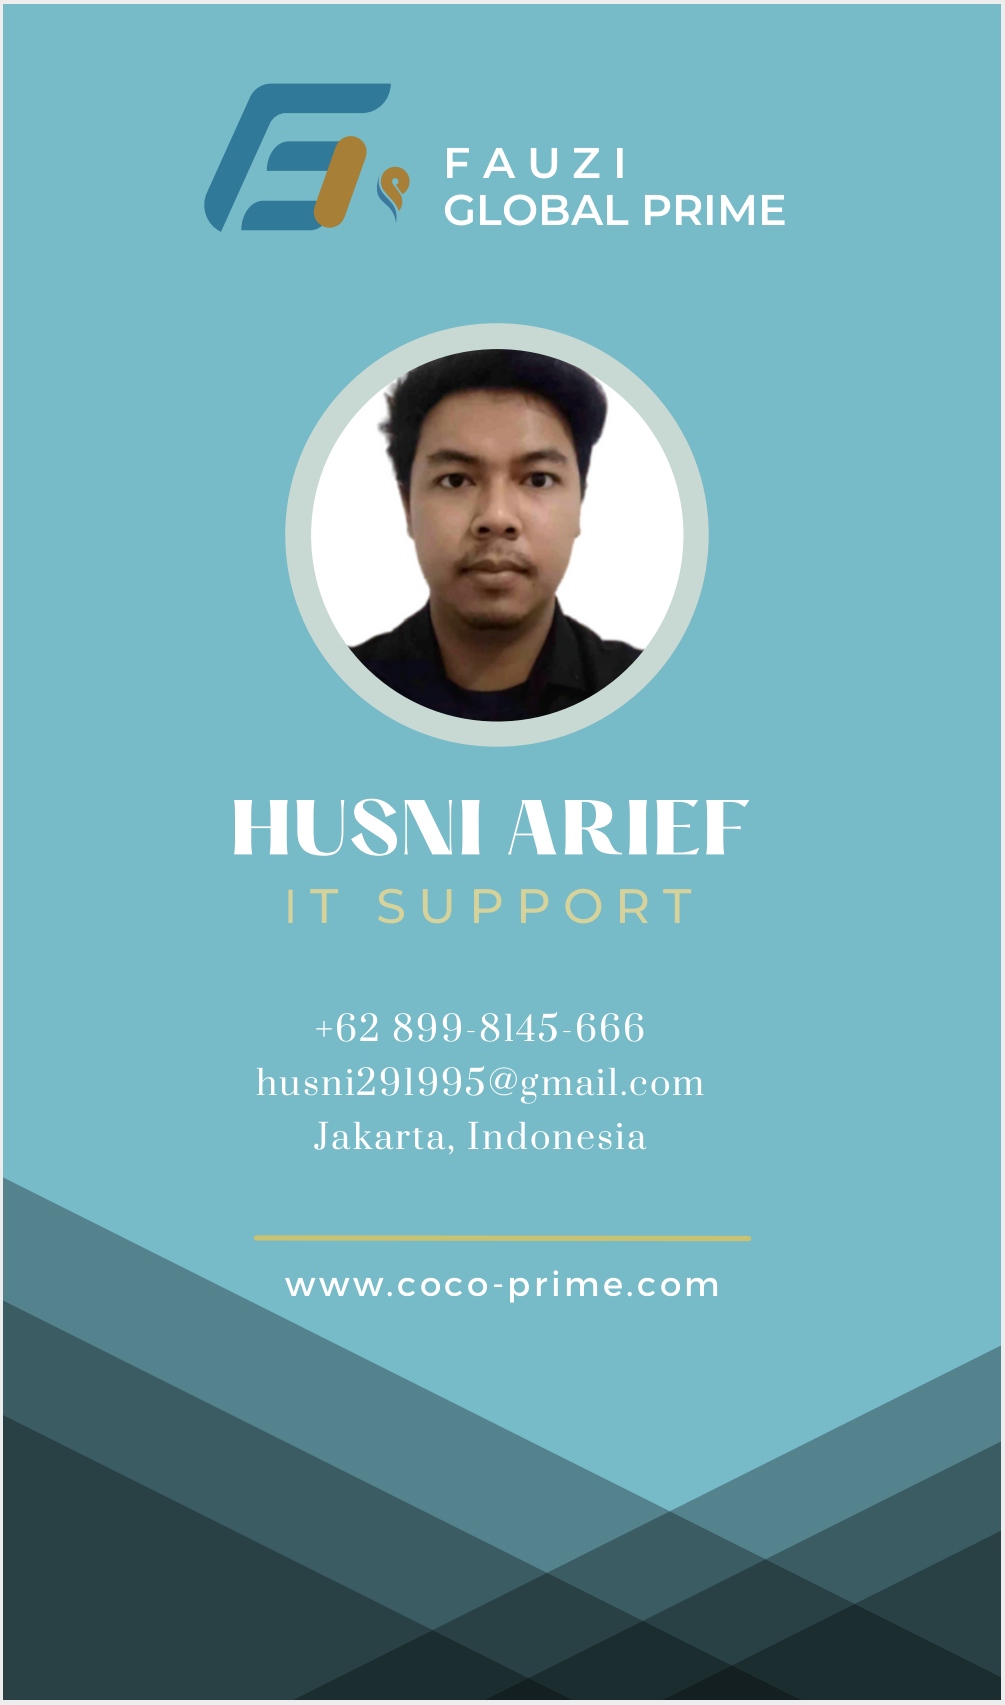 FAUZI
GLOBAL PRIME
HUSNI ARIEF
IT SUPPORT
+62 899-8145-666
husni291995@gmail.com
Jakarta, Indonesia
www.coco-prime.com